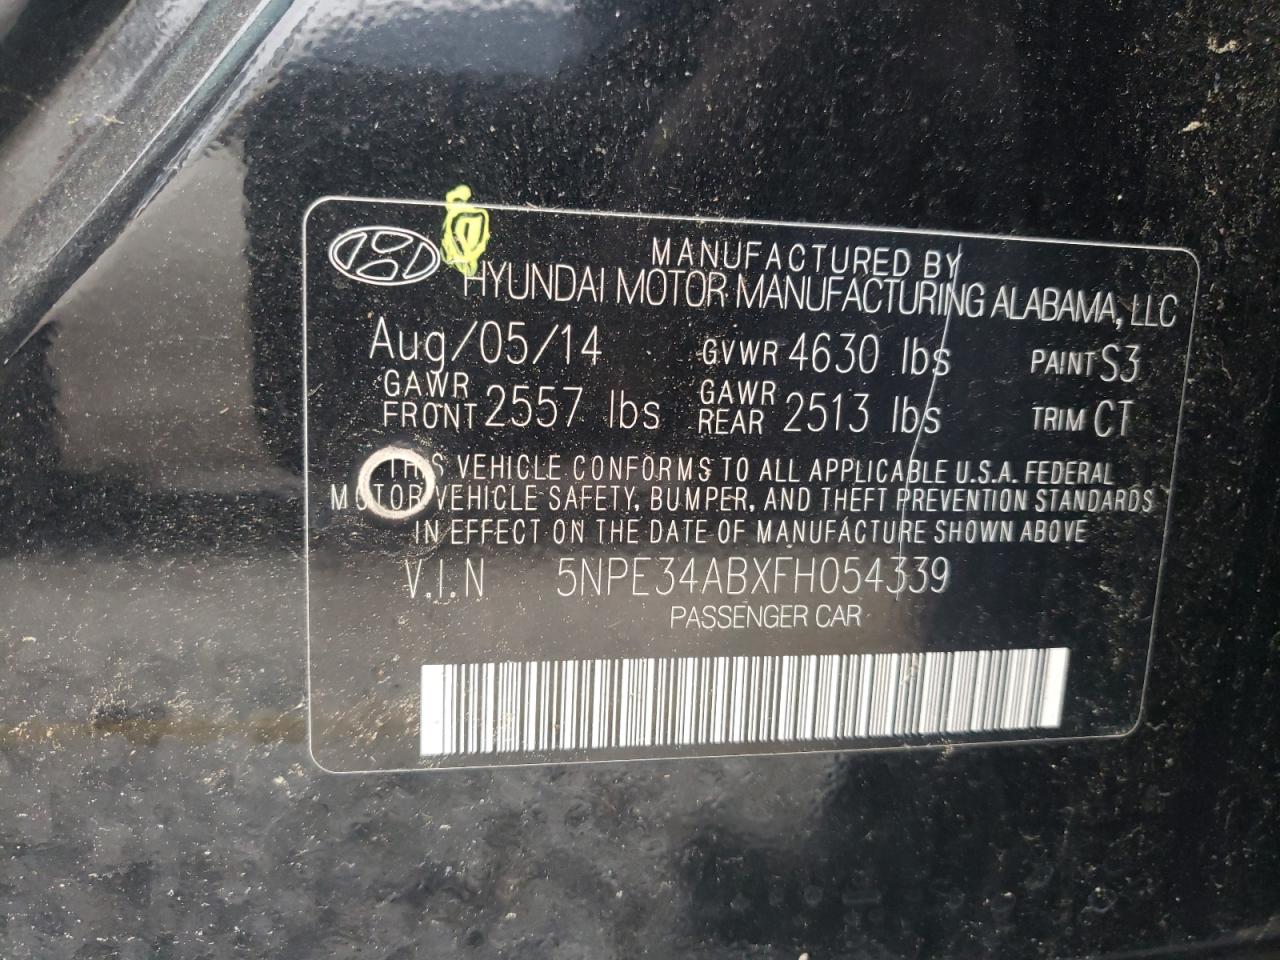 MANUFACTURED BY
HYUNDAI MOTOR MANUFACTURING ALABAMA, LLC
Aug/05/14 GVWR 4630 lbs PAINT S3
GAWR FRONT 2557 lbs GAWR REAR 2513 lbs TRIM CT
THIS VEHICLE CONFORMS TO ALL APPLICABLE U.S.A. FEDERAL
MOTOR VEHICLE SAFETY, BUMPER, AND THEFT PREVENTION STANDARDS
IN EFFECT ON THE DATE OF MANUFACTURE SHOWN ABOVE
V.I.N 5NPE34ABXFH054339
PASSENGER CAR